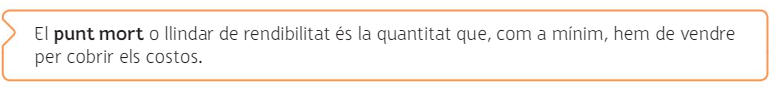 El punt mort o llindar de rendibilitat és la quantitat que, com a mínim, hem de vendre
per cobrir els costos.